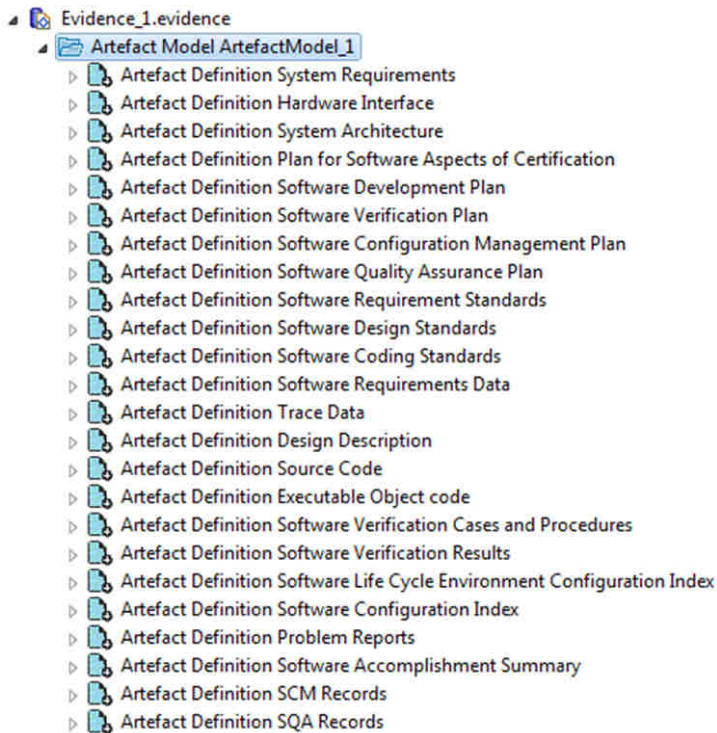 Evidence_1.evidence
Artefact Model ArtefactModel_1
Artefact Definition System Requirements
Artefact Definition Hardware Interface
Artefact Definition System Architecture
Artefact Definition Plan for Software Aspects of Certification
Artefact Definition Software Development Plan
Artefact Definition Software Verification Plan
Artefact Definition Software Configuration Management Plan
Artefact Definition Software Quality Assurance Plan
Artefact Definition Software Requirement Standards
Artefact Definition Software Design Standards
Artefact Definition Software Coding Standards
Artefact Definition Software Requirements Data
Artefact Definition Trace Data
Artefact Definition Design Description
Artefact Definition Source Code
Artefact Definition Executable Object code
Artefact Definition Software Verification Cases and Procedures
Artefact Definition Software Verification Results
Artefact Definition Software Life Cycle Environment Configuration Index
Artefact Definition Software Configuration Index
Artefact Definition Problem Reports
Artefact Definition Software Accomplishment Summary
Artefact Definition SCM Records
Artefact Definition SQA Records